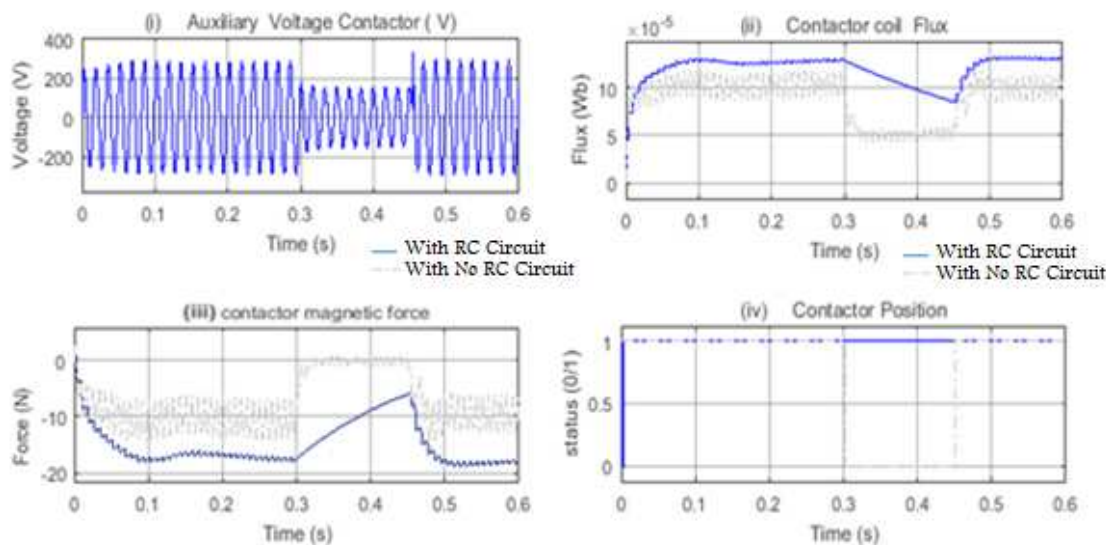 (i) Auxiliary Voltage Contactor ( V)
400
200
0
-200
Voltage (V)
0 0.1 0.2 0.3 0.4 0.5 0.6
Time (s)
With RC Circuit
With No RC Circuit
(ii) Contactor coil Flux
×10⁻⁵
10
5
0
Flux (Wb)
0 0.1 0.2 0.3 0.4 0.5 0.6
Time (s)
With RC Circuit
With No RC Circuit
(iii) contactor magnetic force
0
-10
-20
Force (N)
0 0.1 0.2 0.3 0.4 0.5 0.6
Time (s)
(iv) Contactor Position
1
0.5
0
status (0/1)
0 0.1 0.2 0.3 0.4 0.5 0.6
Time (s)